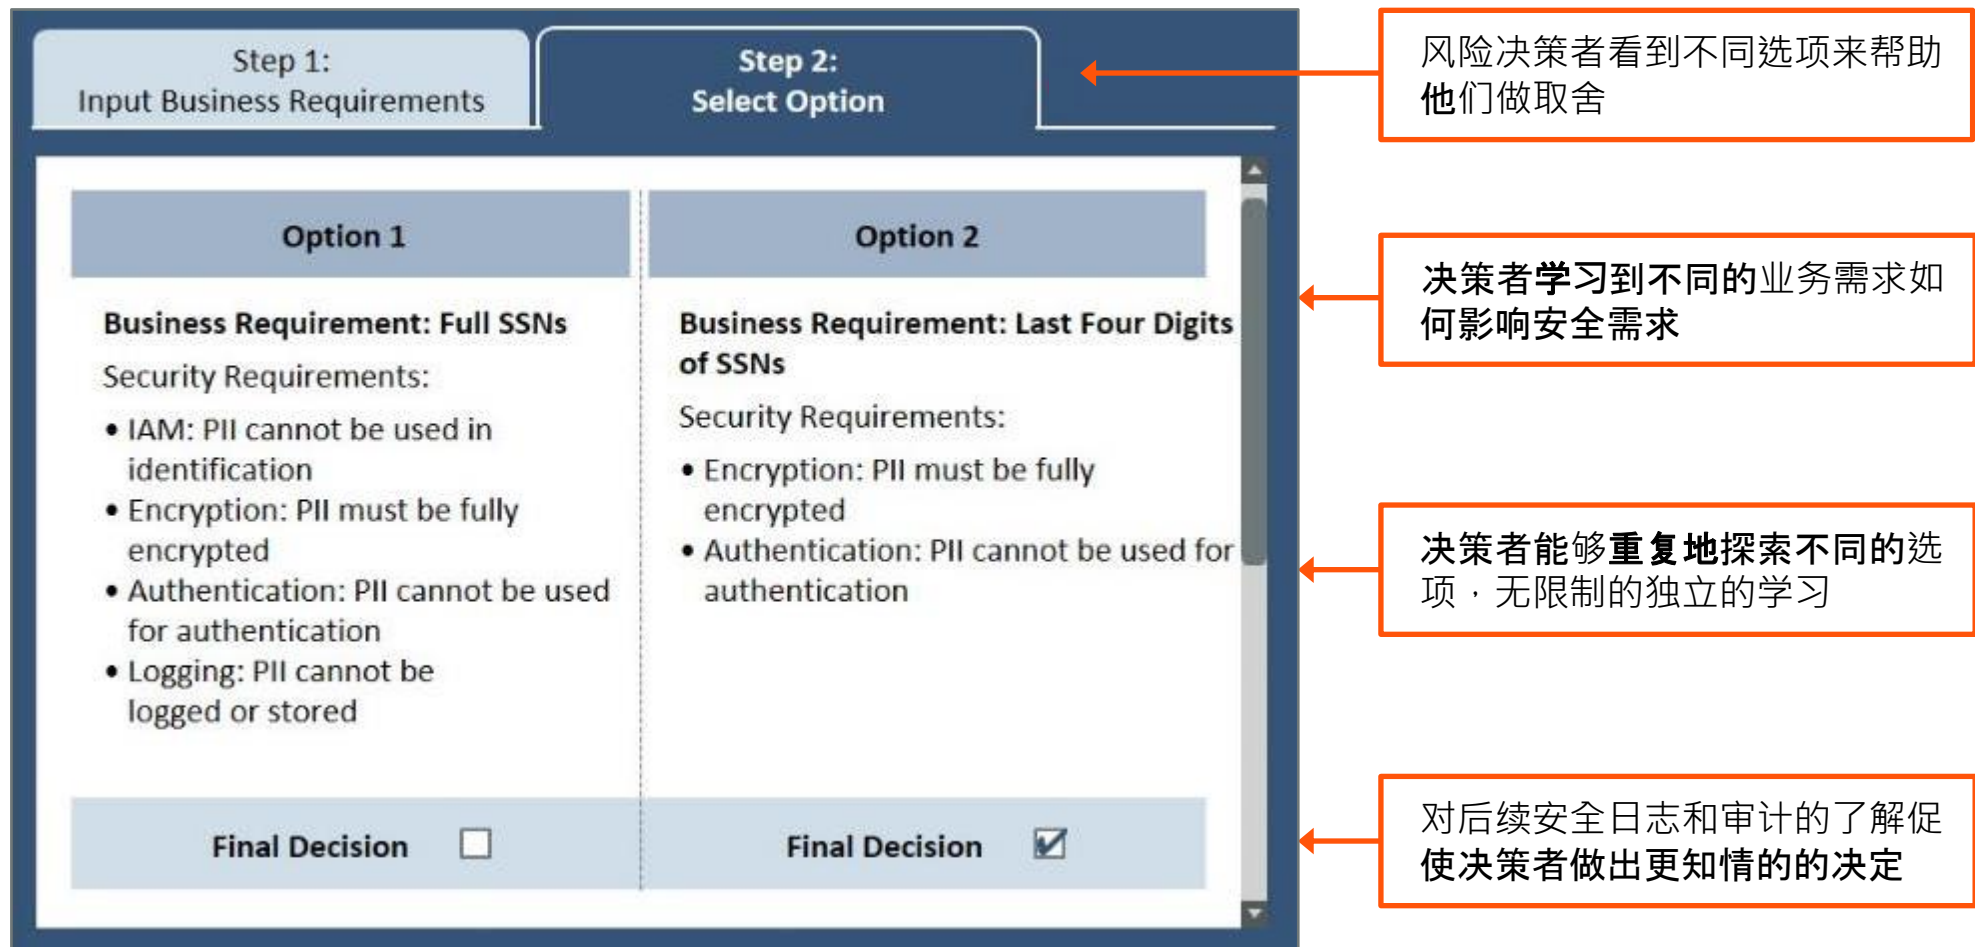 Step 1:
Input Business Requirements
Step 2:
Select Option
Option 1
Business Requirement: Full SSNs
Security Requirements:
• IAM: PII cannot be used in
identification
• Encryption: PII must be fully
encrypted
• Authentication: PII cannot be used
for authentication
• Logging: PII cannot be
logged or stored
Final Decision
Option 2
Business Requirement: Last Four Digits
of SSNs
Security Requirements:
• Encryption: PII must be fully
encrypted
• Authentication: PII cannot be used for
authentication
Final Decision
风险决策者看到不同选项来帮助
他们做取舍
决策者学习到不同的业务需求如
何影响安全需求
决策者能够重复地探索不同的选
项，无限制的独立的学习
对后续安全日志和审计的了解促
使决策者做出更知情的的决定